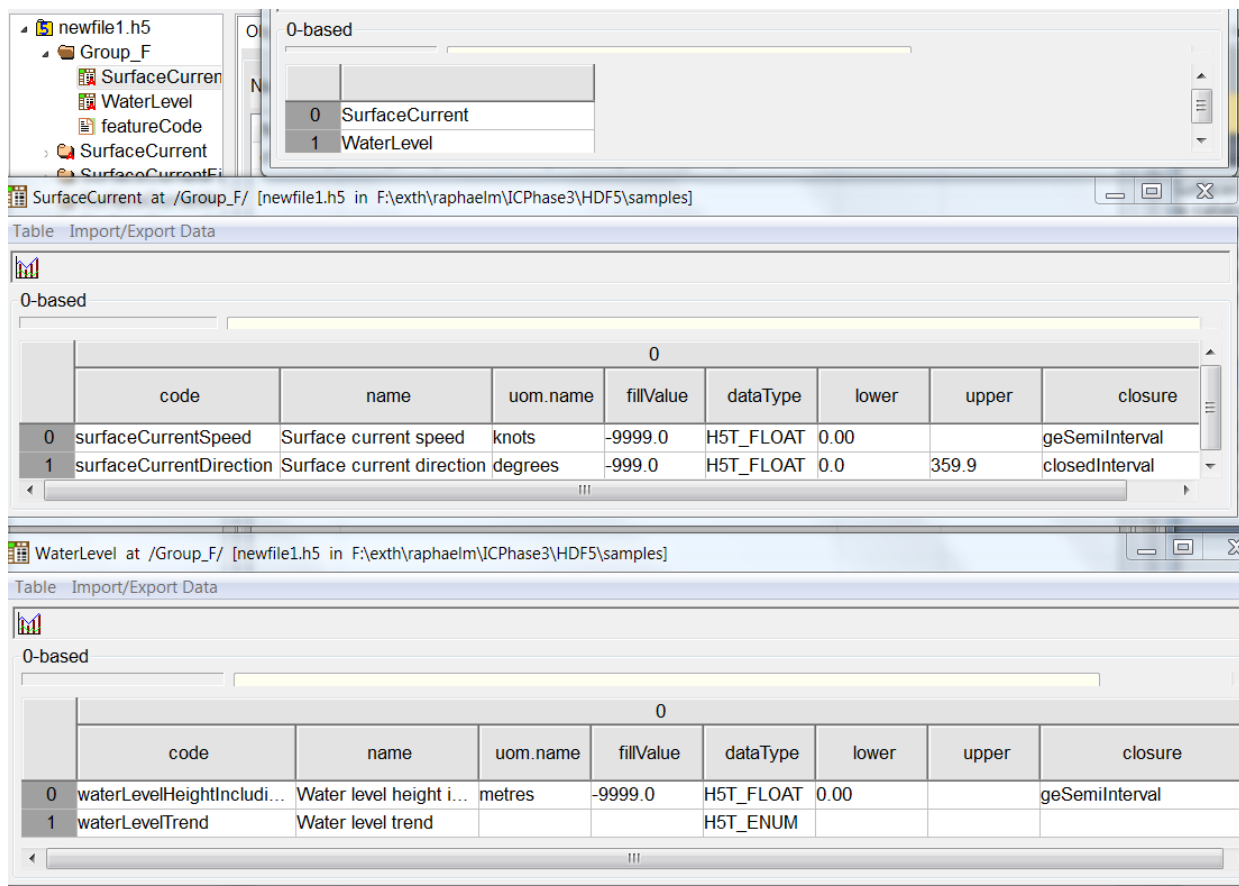 newfile1.h5
Group_F
SurfaceCurren
WaterLevel
featureCode
SurfaceCurrent
SurfaceCurrentFi
0-based
0 SurfaceCurrent
1 WaterLevel
SurfaceCurrent at /Group_F/ [newfile1.h5 in F:\exth\raphaelm\ICPhase3\HDF5\samples]
Table Import/Export Data
0-based
0
code name uom.name fillValue dataType lower upper closure
0 surfaceCurrentSpeed Surface current speed knots -9999.0 H5T_FLOAT 0.00 geSemiInterval
1 surfaceCurrentDirection Surface current direction degrees -999.0 H5T_FLOAT 0.0 359.9 closedInterval
WaterLevel at /Group_F/ [newfile1.h5 in F:\exth\raphaelm\ICPhase3\HDF5\samples]
Table Import/Export Data
0-based
0
code name uom.name fillValue dataType lower upper closure
0 waterLevelHeightIncludi... Water level height i... metres -9999.0 H5T_FLOAT 0.00 geSemiInterval
1 waterLevelTrend Water level trend H5T_ENUM